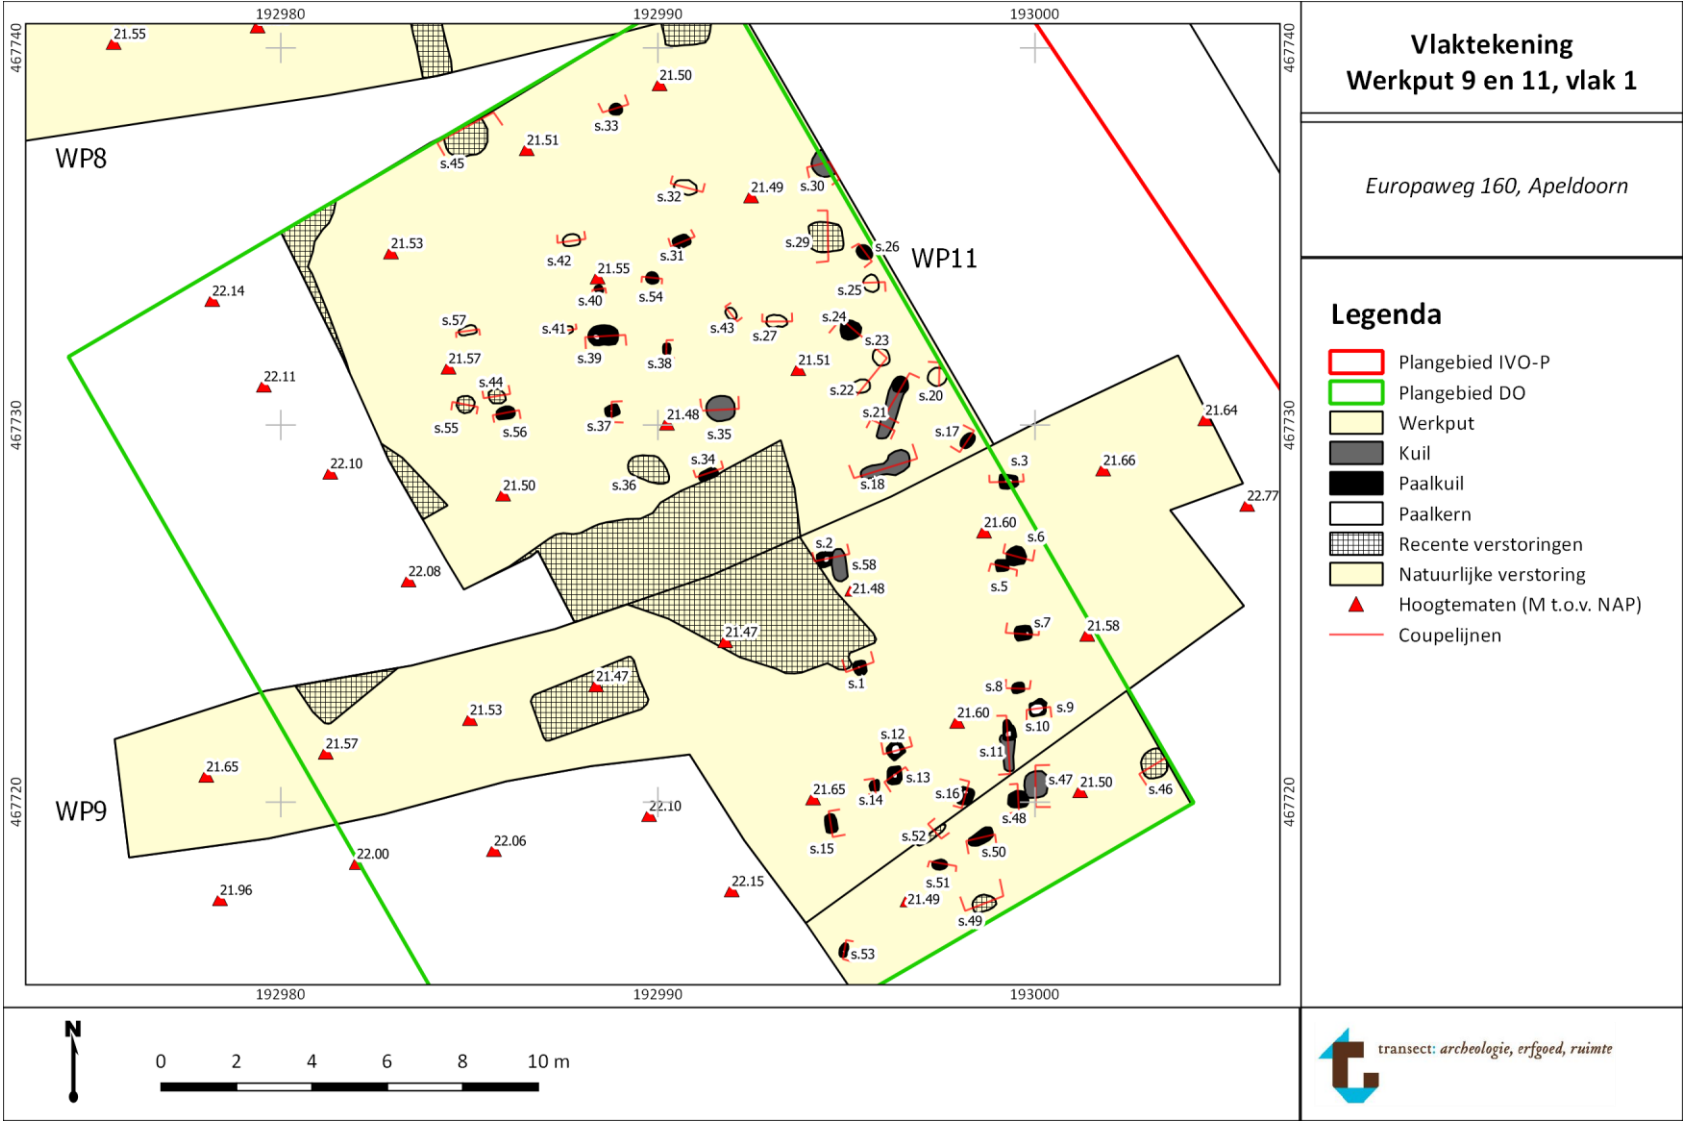 192980 192990 193000
467740 467740
21.55
21.50
s.33
WP8
s.45
21.51
s.30
s.32
21.49
s.29
s.26
WP11
21.53
s.42
s.31
21.55
s.40
s.54
s.25
22.14
s.57
s.41
s.43
s.27
s.24
s.23
s.39
s.38
21.57
21.51
22.11
s.44
s.22
s.20
s.21
s.55
s.56
s.37
21.48
s.35
s.17
467730 467730
21.64
22.10
s.36
s.34
s.18
s.3
21.66
21.50
22.77
21.60
s.2
s.6
s.58
s.5
22.08
21.48
21.47
s.7
21.58
s.1
21.47
s.8
s.9
21.53
21.60
s.10
21.57
s.12
s.11
21.65
s.13
s.47
21.50
s.46
s.14
s.16
21.65
s.48
WP9
467720 467720
22.10
s.15
s.52
s.50
22.06
22.00
s.51
22.15
21.49
21.96
s.49
s.53
192980 192990 193000
N
0 2 4 6 8 10 m
Vlaktekening
Werkput 9 en 11, vlak 1
Europaweg 160, Apeldoorn
Legenda
Plangebied IVO-P
Plangebied DO
Werkput
Kuil
Paalkuil
Paalkern
Recente verstoringen
Natuurlijke verstoring
Hoogtematen (M t.o.v. NAP)
Coupelijnen
transect: archeologie, erfgoed, ruimte